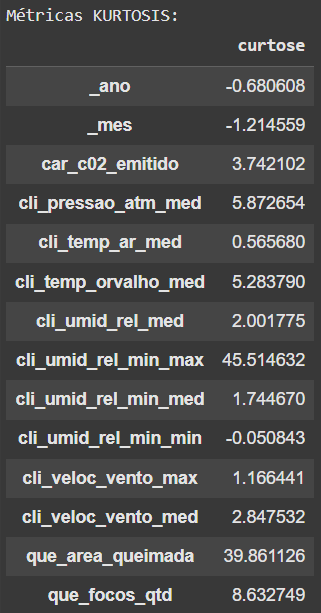 Métricas KURTOSIS:
curtose
_ano -0.680608
_mes -1.214559
car_c02_emitido 3.742102
cli_pressao_atm_med 5.872654
cli_temp_ar_med 0.565680
cli_temp_orvalho_med 5.283790
cli_umid_rel_med 2.001775
cli_umid_rel_min_max 45.514632
cli_umid_rel_min_med 1.744670
cli_umid_rel_min_min -0.050843
cli_veloc_vento_max 1.166441
cli_veloc_vento_med 2.847532
que_area_queimada 39.861126
que_focos_qtd 8.632749